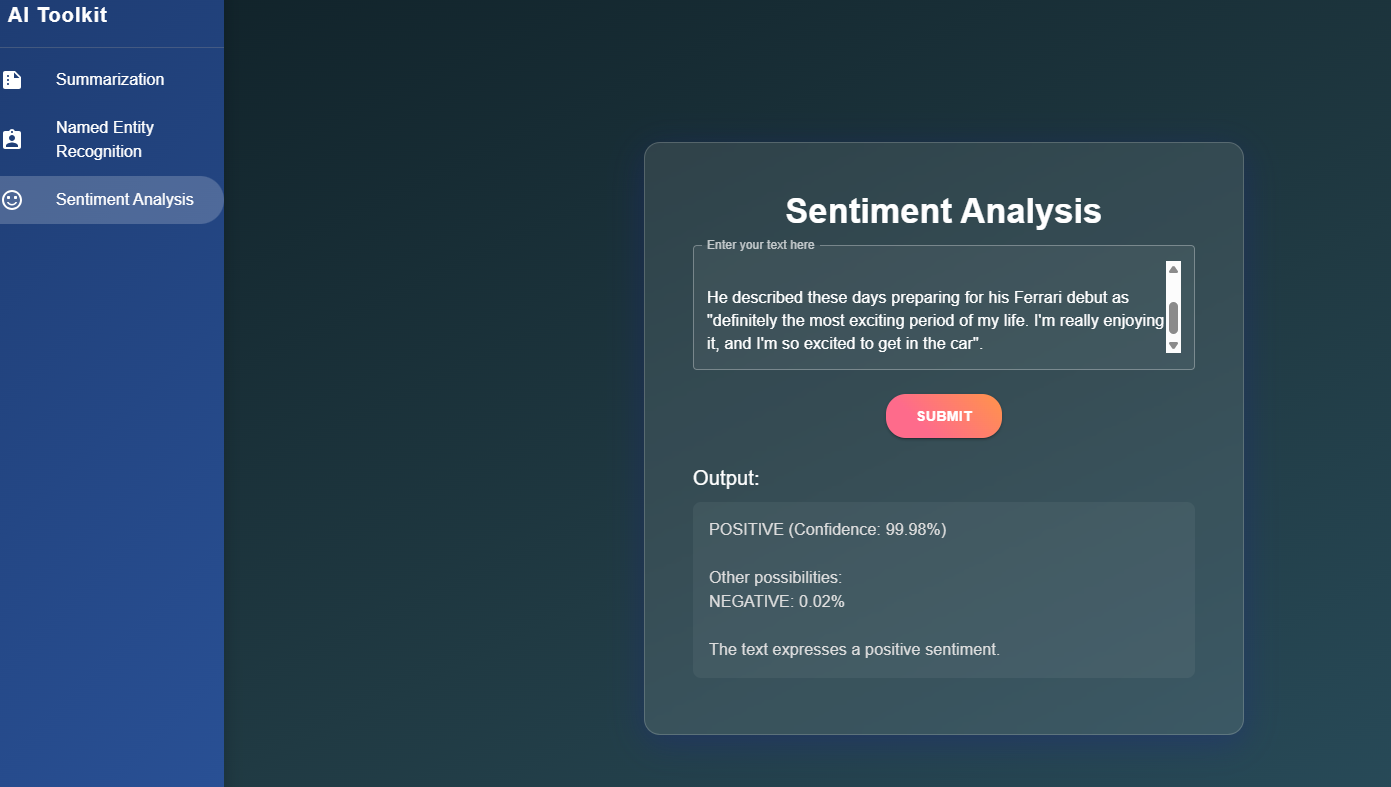 AI Toolkit
Summarization
Named Entity
Recognition
Sentiment Analysis
Sentiment Analysis
Enter your text here
He described these days preparing for his Ferrari debut as
"definitely the most exciting period of my life. I'm really enjoying
it, and I'm so excited to get in the car".
SUBMIT
Output:
POSITIVE (Confidence: 99.98%)
Other possibilities:
NEGATIVE: 0.02%
The text expresses a positive sentiment.